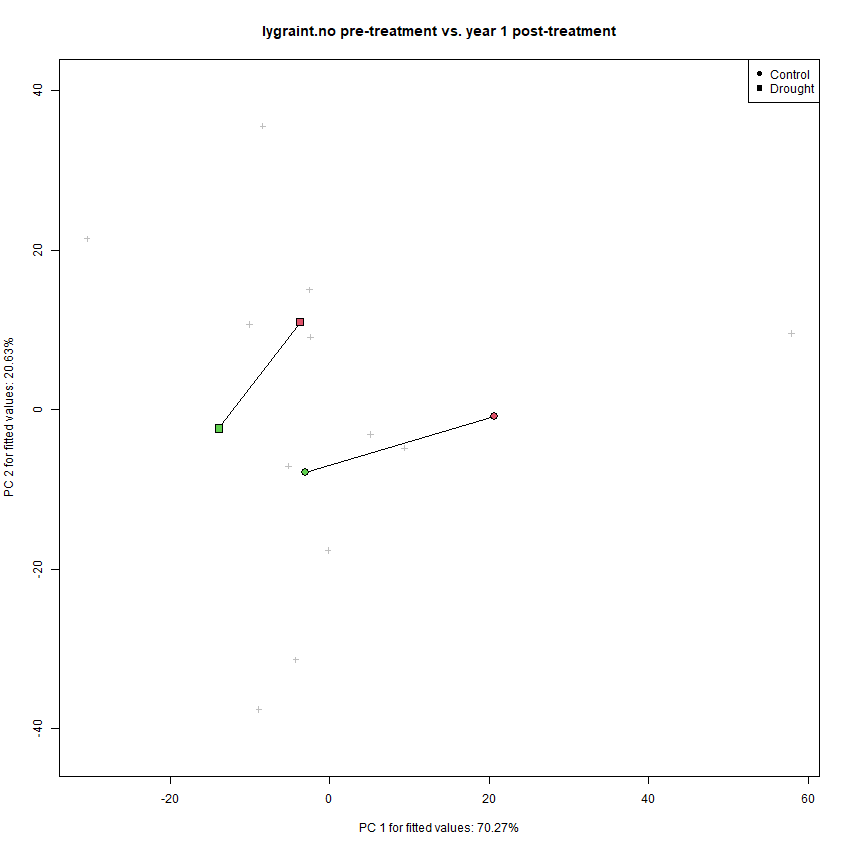 lygraint.no pre-treatment vs. year 1 post-treatment
Control
Drought
40
20
0
-20
-40
PC 2 for fitted values: 20.63%
-20
0
20
40
60
PC 1 for fitted values: 70.27%